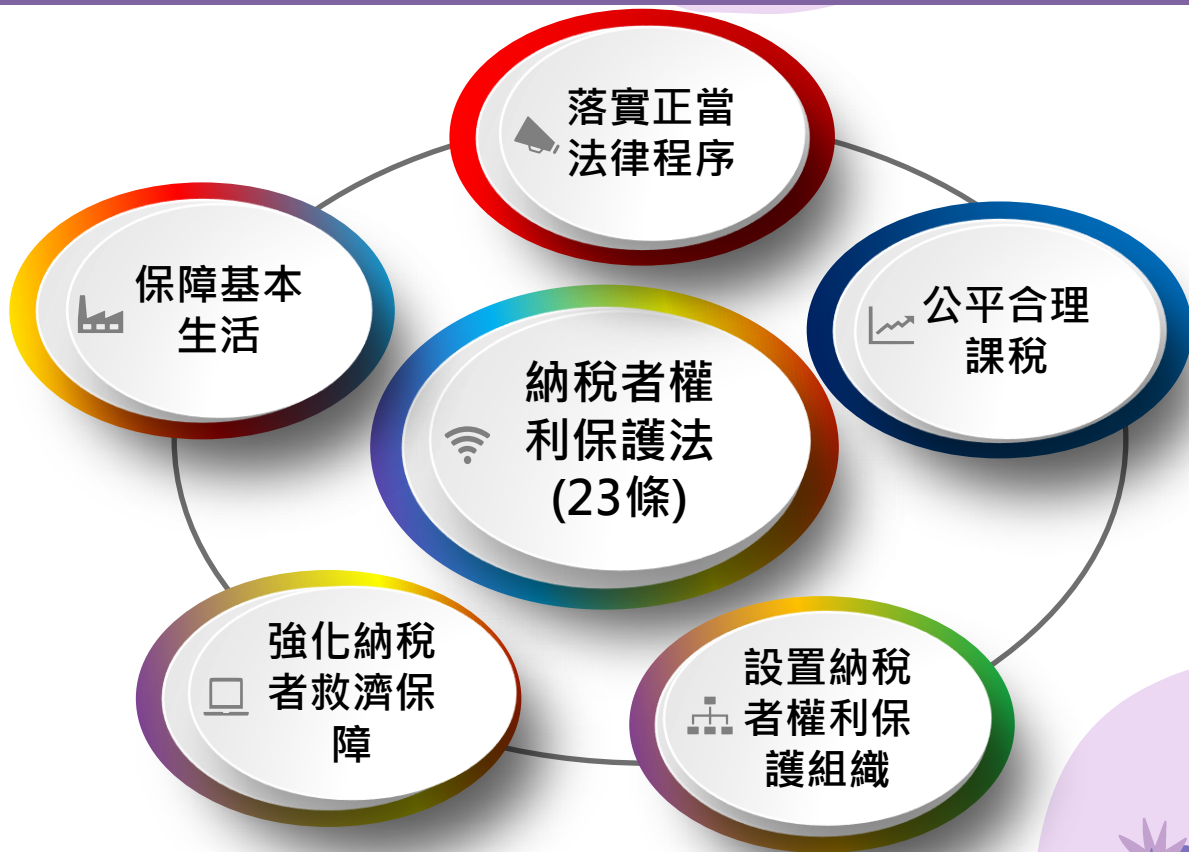 落實正當
法律程序
保障基本
生活
公平合理
課稅
納稅者權
利保護法
(23條)
強化納稅
者救濟保
障
設置納稅
者權利保
護組織